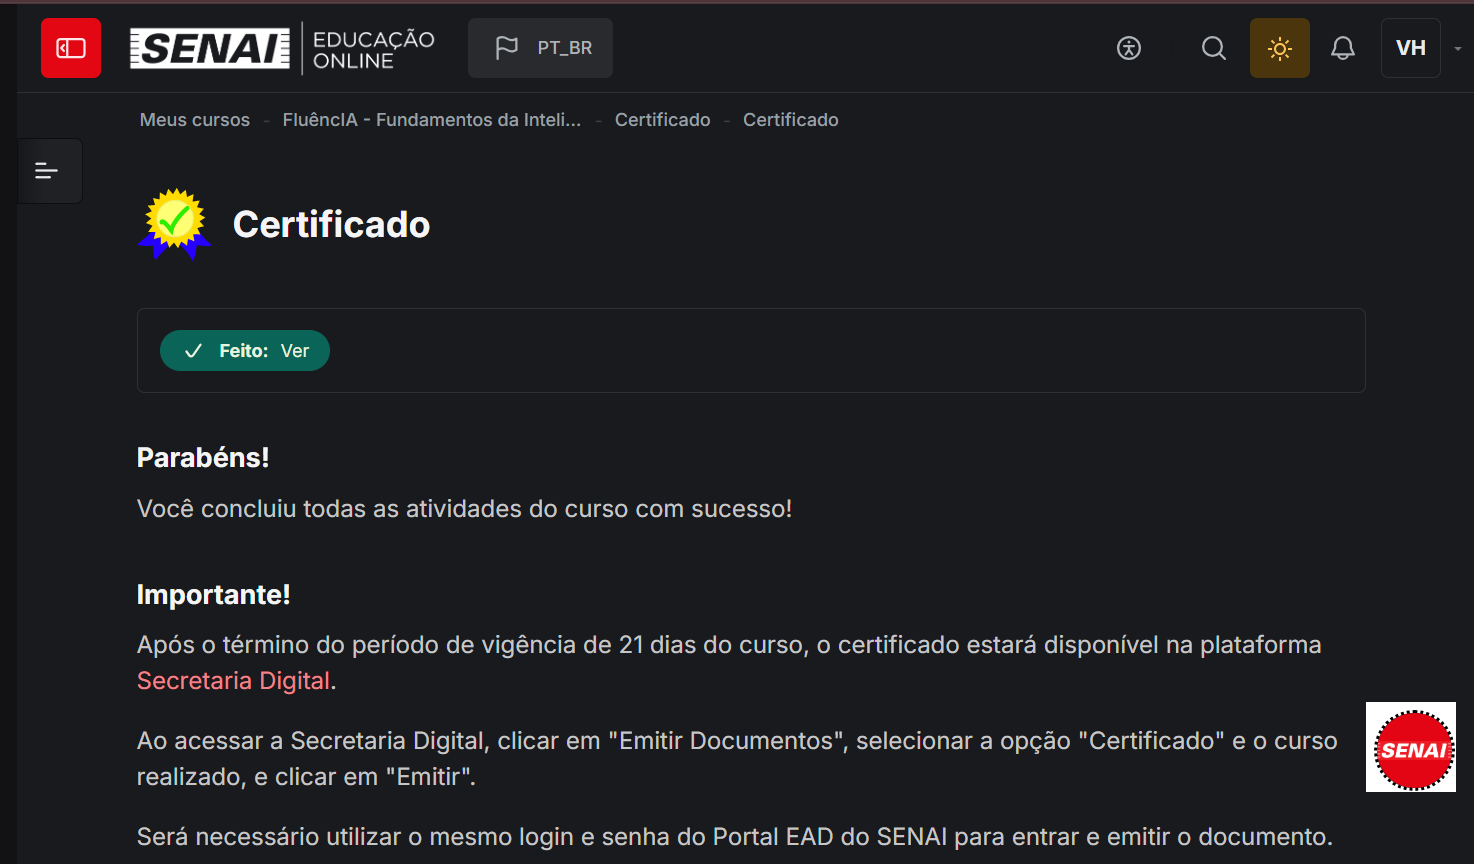 SENAI EDUCAÇÃO ONLINE PT_BR VH
Meus cursos - FluêncIA - Fundamentos da Inteli... - Certificado - Certificado
Certificado
Feito: Ver
Parabéns!
Você concluiu todas as atividades do curso com sucesso!
Importante!
Após o término do período de vigência de 21 dias do curso, o certificado estará disponível na plataforma
Secretaria Digital.
Ao acessar a Secretaria Digital, clicar em "Emitir Documentos", selecionar a opção "Certificado" e o curso
realizado, e clicar em "Emitir".
SENAI
Será necessário utilizar o mesmo login e senha do Portal EAD do SENAI para entrar e emitir o documento.